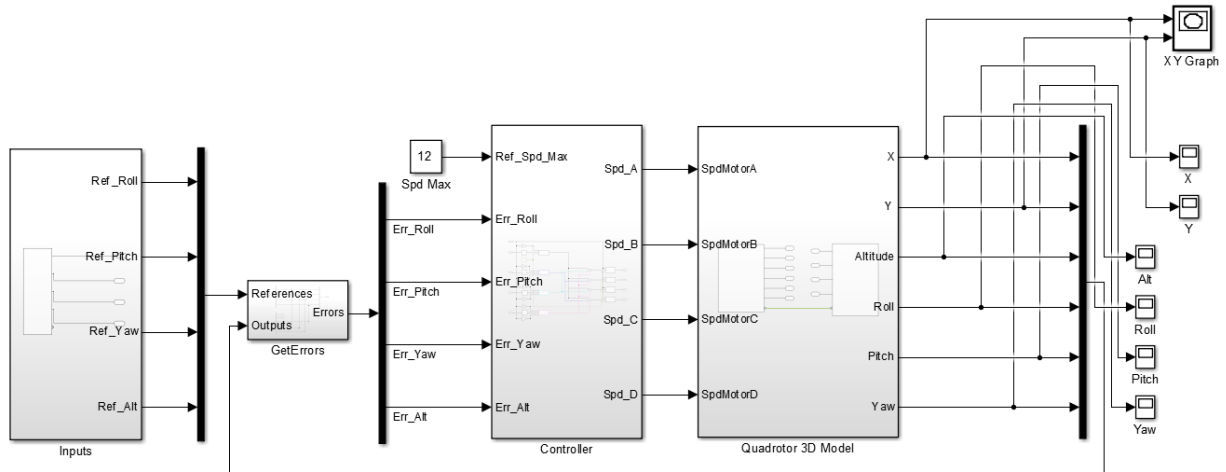 XY Graph
Ref_Roll
Ref_Pitch
Ref_Yaw
Ref_Alt
Inputs
References
Outputs
Errors
GetErrors
12
Spd Max
Err_Roll
Err_Pitch
Err_Yaw
Err_Alt
Ref_Spd_Max
Err_Roll
Err_Pitch
Err_Yaw
Err_Alt
Spd_A
Spd_B
Spd_C
Spd_D
Controller
SpdMotorA
SpdMotorB
SpdMotorC
SpdMotorD
X
Y
Altitude
Roll
Pitch
Yaw
Quadrotor 3D Model
X
Y
Alt
Roll
Pitch
Yaw